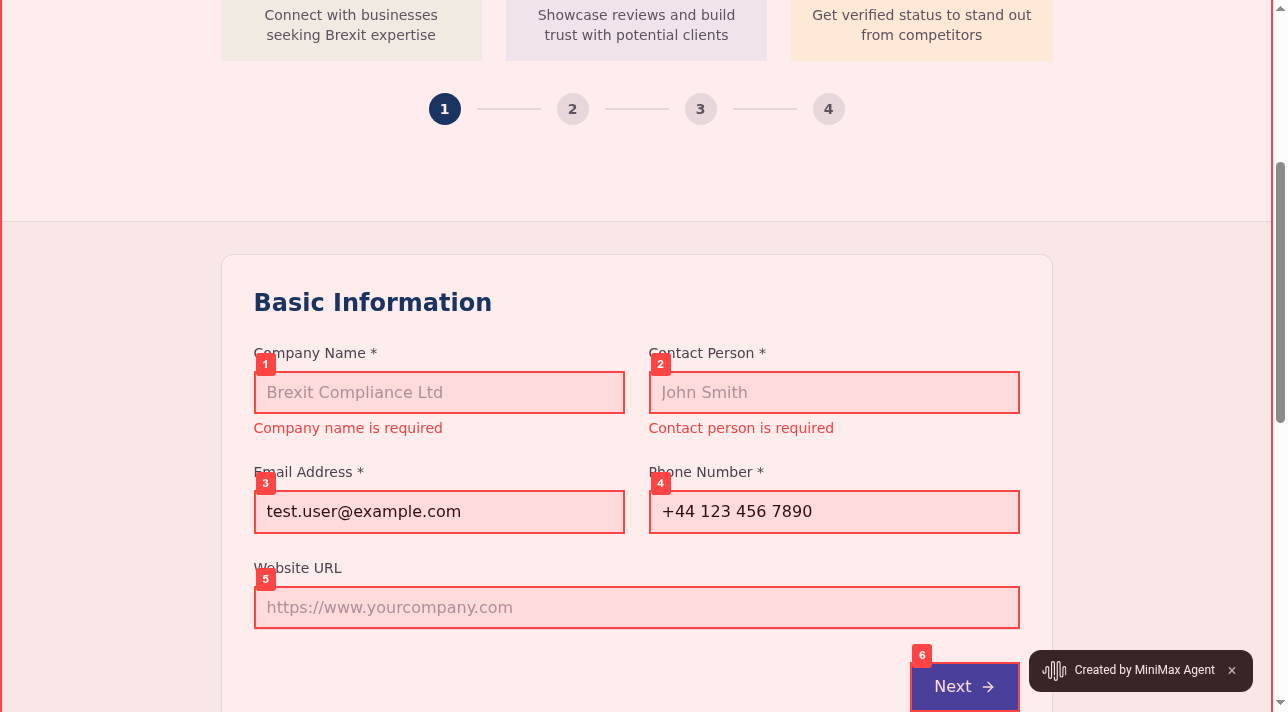 Connect with businesses
seeking Brexit expertise
Showcase reviews and build
trust with potential clients
Get verified status to stand out
from competitors
1 2 3 4
Basic Information
Company Name *
1
Brexit Compliance Ltd
Company name is required
Contact Person *
2
John Smith
Contact person is required
Email Address *
3
test.user@example.com
Phone Number *
4
+44 123 456 7890
Website URL
5
https://www.yourcompany.com
6
Next →
Created by MiniMax Agent ×